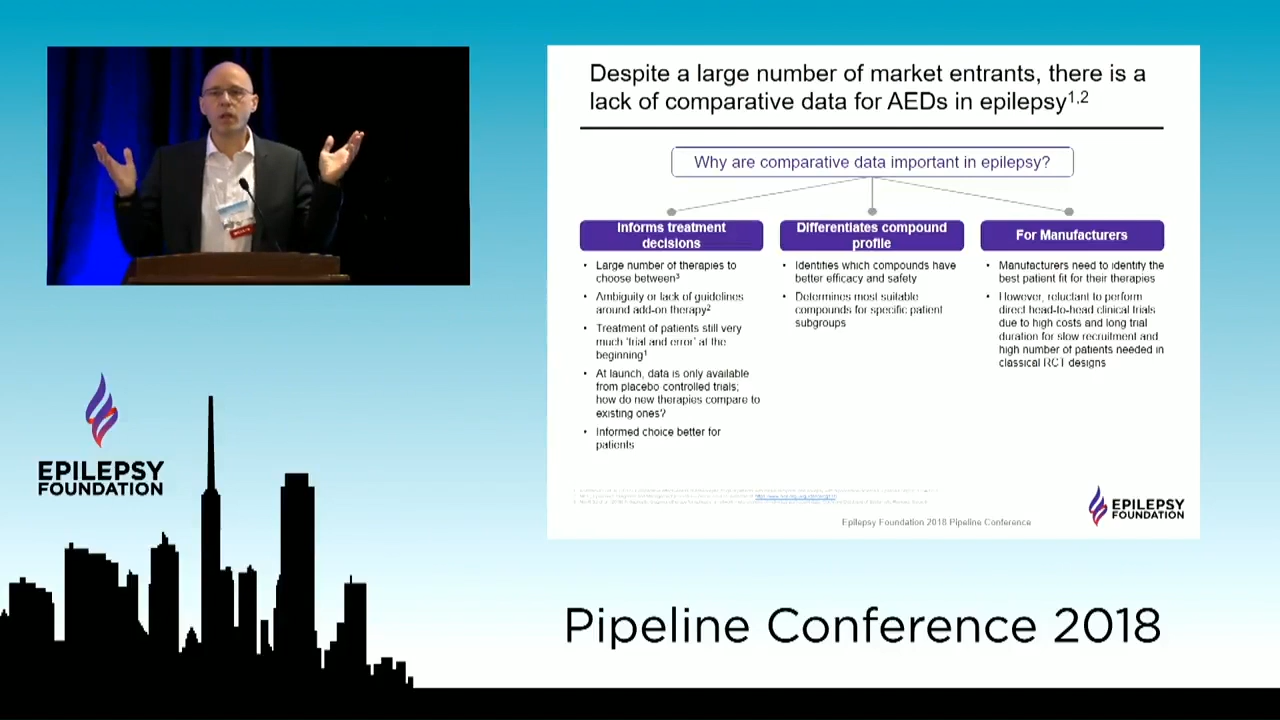 Despite a large number of market entrants, there is a
lack of comparative data for AEDs in epilepsy1,2
Why are comparative data important in epilepsy?
Informs treatment
decisions
• Large number of therapies to
choose between3
• Ambiguity or lack of guidelines
around add-on therapy2
• Treatment of patients still very
much 'trial and error' at the
beginning1
• At launch, data is only available
from placebo controlled trials;
how do new therapies compare to
existing ones?
• Informed choice better for
patients
Differentiates compound
profile
• Identifies which compounds have
better efficacy and safety
• Determines most suitable
compounds for specific patient
subgroups
For Manufacturers
• Manufacturers need to identify the
best patient fit for their therapies
• However, reluctant to perform
direct head-to-head clinical trials
due to high costs and long trial
duration for slow recruitment and
high number of patients needed in
classical RCT designs
Epilepsy Foundation 2018 Pipeline Conference
EPILEPSY
FOUNDATION
EPILEPSY
FOUNDATION
Pipeline Conference 2018